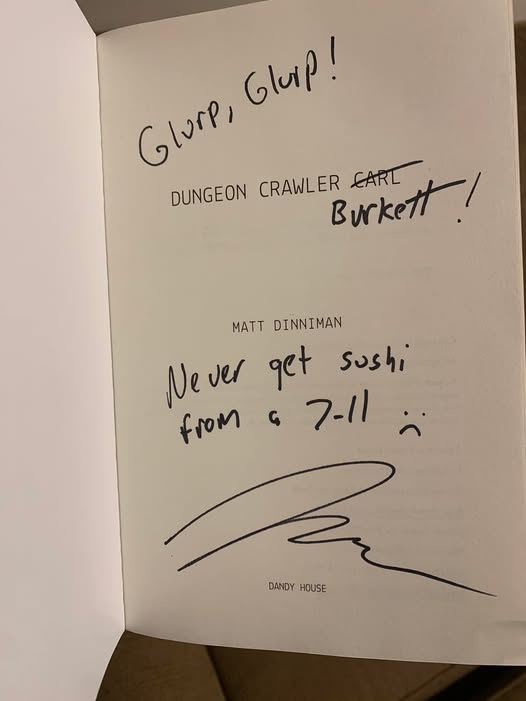 Glurp, Glurp!
DUNGEON CRAWLER CARL
Burkett!
MATT DINNIMAN
Never get sushi
from a 7-11 :(
DANDY HOUSE